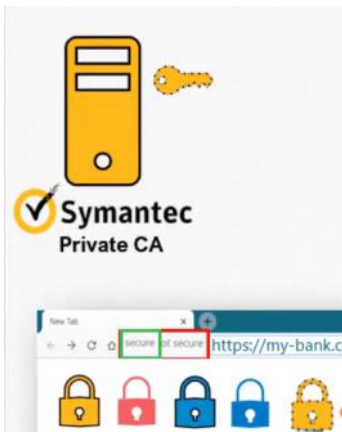 Symantec
Private CA
New Tab
secure
ot secure
https://my-bank.c